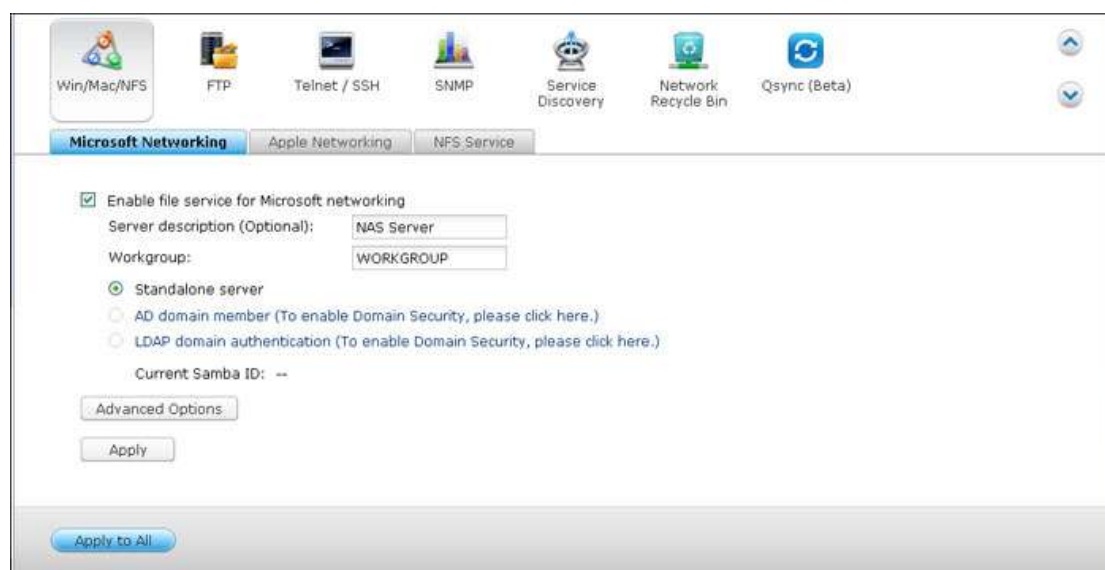 Win/Mac/NFS
FTP
Telnet / SSH
SNMP
Service
Discovery
Network
Recycle Bin
Qsync (Beta)
Microsoft Networking
Apple Networking
NFS Service
Enable file service for Microsoft networking
Server description (Optional): NAS Server
Workgroup: WORKGROUP
Standalone server
AD domain member (To enable Domain Security, please click here.)
LDAP domain authentication (To enable Domain Security, please click here.)
Current Samba ID: --
Advanced Options
Apply
Apply to All